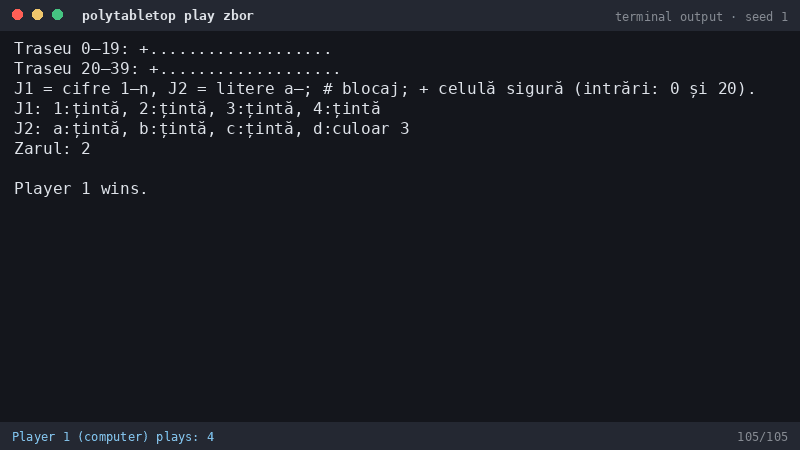 polytabletop play zbor
terminal output · seed 1
Traseu 0–19: +...................
Traseu 20–39: +...................
J1 = cifre 1–n, J2 = litere a–; # blocaj; + celulă sigură (intrări: 0 și 20).
J1: 1:țintă, 2:țintă, 3:țintă, 4:țintă
J2: a:țintă, b:țintă, c:țintă, d:culoar 3
Zarul: 2
Player 1 wins.
Player 1 (computer) plays: 4
105/105